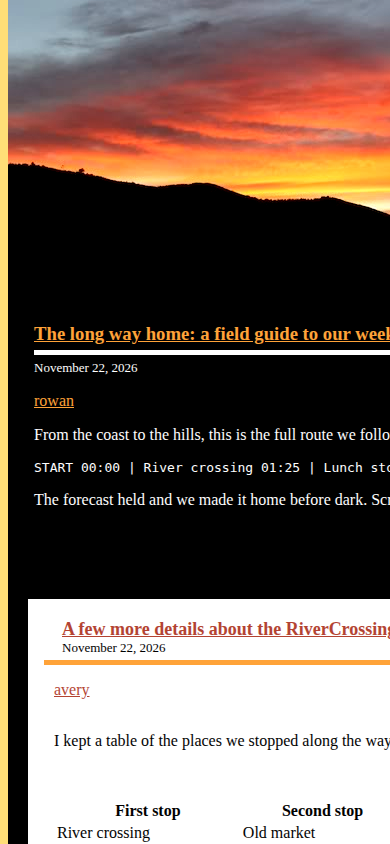 The long way home: a field guide to our week
November 22, 2026
rowan
From the coast to the hills, this is the full route we follo
START 00:00 | River crossing 01:25 | Lunch sto
The forecast held and we made it home before dark. Scr
A few more details about the RiverCrossing
November 22, 2026
avery
I kept a table of the places we stopped along the way
First stop Second stop
River crossing Old market